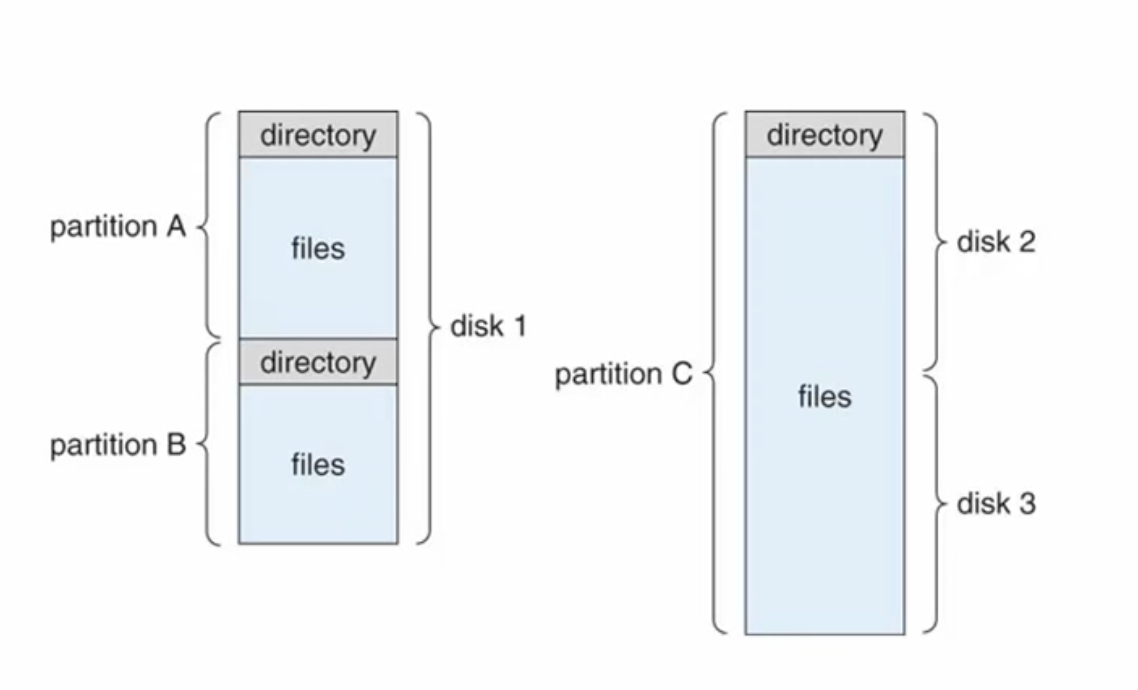 directory
partition A
files
directory
disk 1
partition B
files
directory
disk 2
partition C
files
disk 3